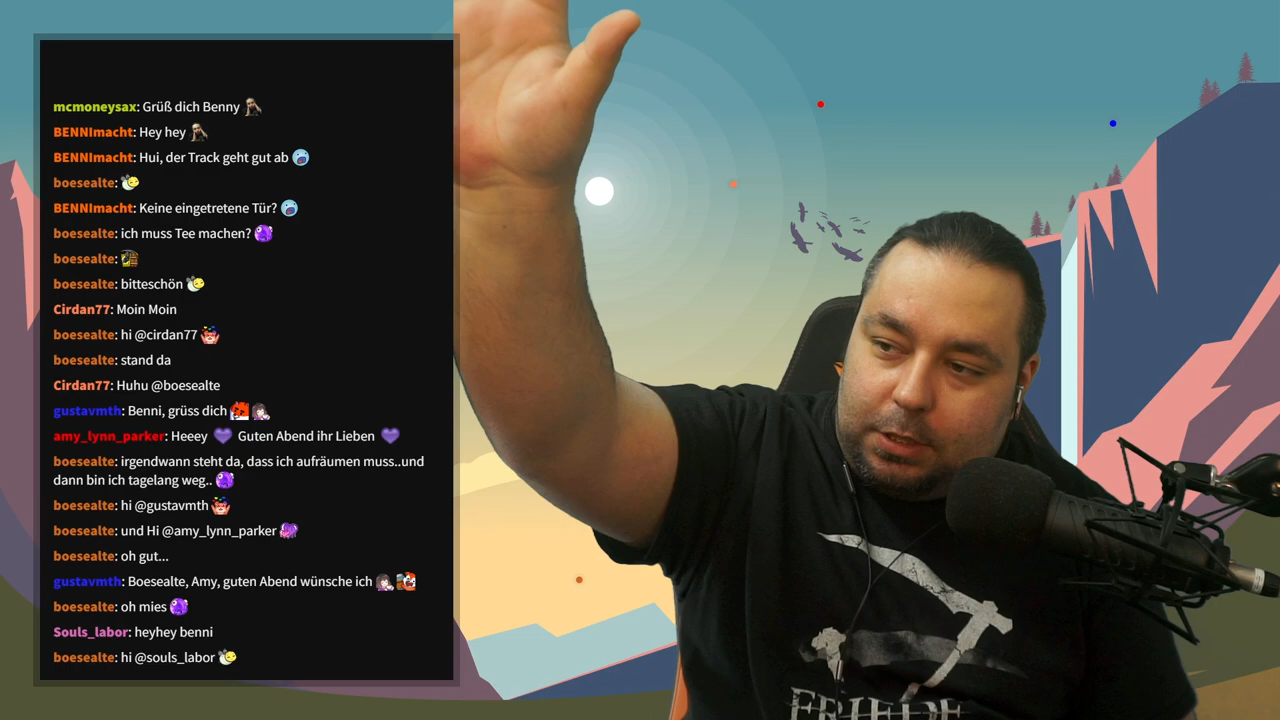 mcmoneysax: Grüß dich Benny
BENNImacht: Hey hey
BENNImacht: Hui, der Track geht gut ab
boesealte:
BENNImacht: Keine eingetretene Tür?
boesealte: ich muss Tee machen?
boesealte:
boesealte: bitteschön
Cirdan77: Moin Moin
boesealte: hi @cirdan77
boesealte: stand da
Cirdan77: Huhu @boesealte
gustavmth: Benni, grüss dich
amy_lynn_parker: Heeey 💜 Guten Abend ihr Lieben 💜
boesealte: irgendwann steht da, dass ich aufräumen muss..und
dann bin ich tagelang weg..
boesealte: hi @gustavmth
boesealte: und Hi @amy_lynn_parker
boesealte: oh gut...
gustavmth: Boesealte, Amy, guten Abend wünsche ich
boesealte: oh mies
Souls_labor: heyhey benni
boesealte: hi @souls_labor
FRIEDE